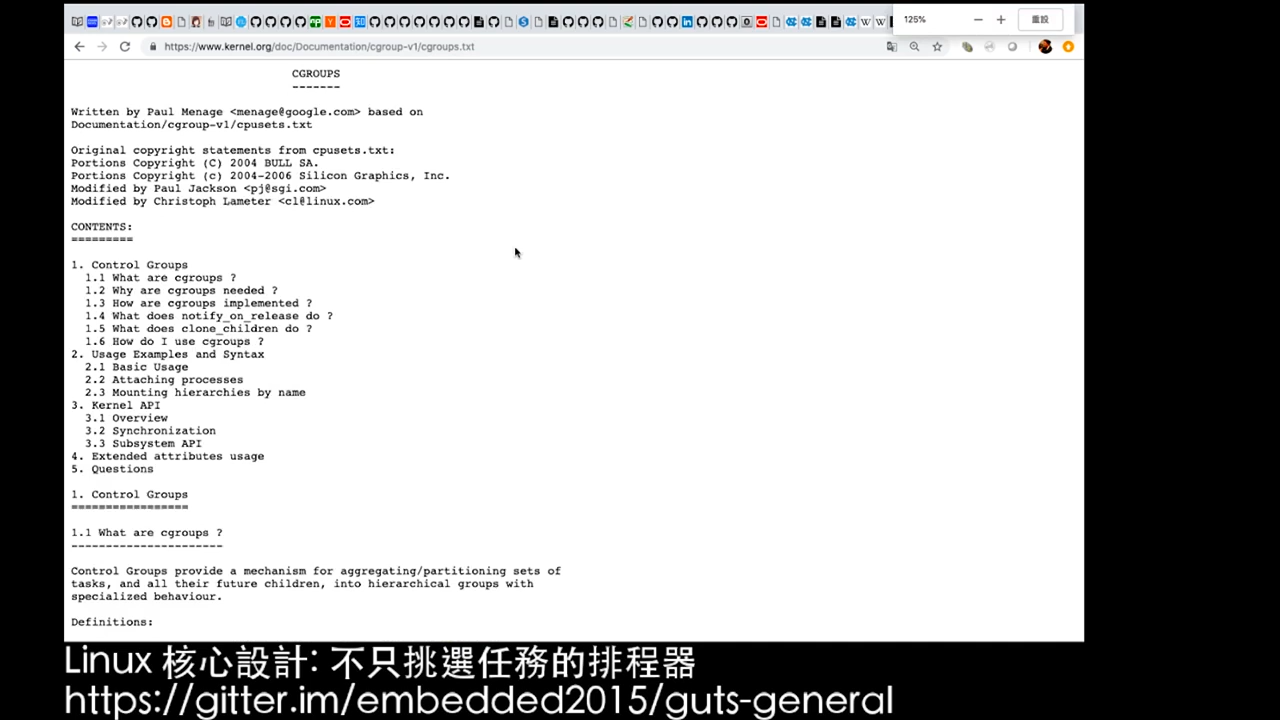 125%
重設
https://www.kernel.org/doc/Documentation/cgroup-v1/cgroups.txt
CGROUPS
-------
Written by Paul Menage <menage@google.com> based on
Documentation/cgroup-v1/cpusets.txt
Original copyright statements from cpusets.txt:
Portions Copyright (C) 2004 BULL SA.
Portions Copyright (c) 2004-2006 Silicon Graphics, Inc.
Modified by Paul Jackson <pj@sgi.com>
Modified by Christoph Lameter <cl@linux.com>
CONTENTS:
=========
1. Control Groups
1.1 What are cgroups ?
1.2 Why are cgroups needed ?
1.3 How are cgroups implemented ?
1.4 What does notify_on_release do ?
1.5 What does clone_children do ?
1.6 How do I use cgroups ?
2. Usage Examples and Syntax
2.1 Basic Usage
2.2 Attaching processes
2.3 Mounting hierarchies by name
3. Kernel API
3.1 Overview
3.2 Synchronization
3.3 Subsystem API
4. Extended attributes usage
5. Questions
1. Control Groups
=================
1.1 What are cgroups ?
----------------------
Control Groups provide a mechanism for aggregating/partitioning sets of
tasks, and all their future children, into hierarchical groups with
specialized behaviour.
Definitions:
Linux 核心設計: 不只挑選任務的排程器
https://gitter.im/embedded2015/guts-general